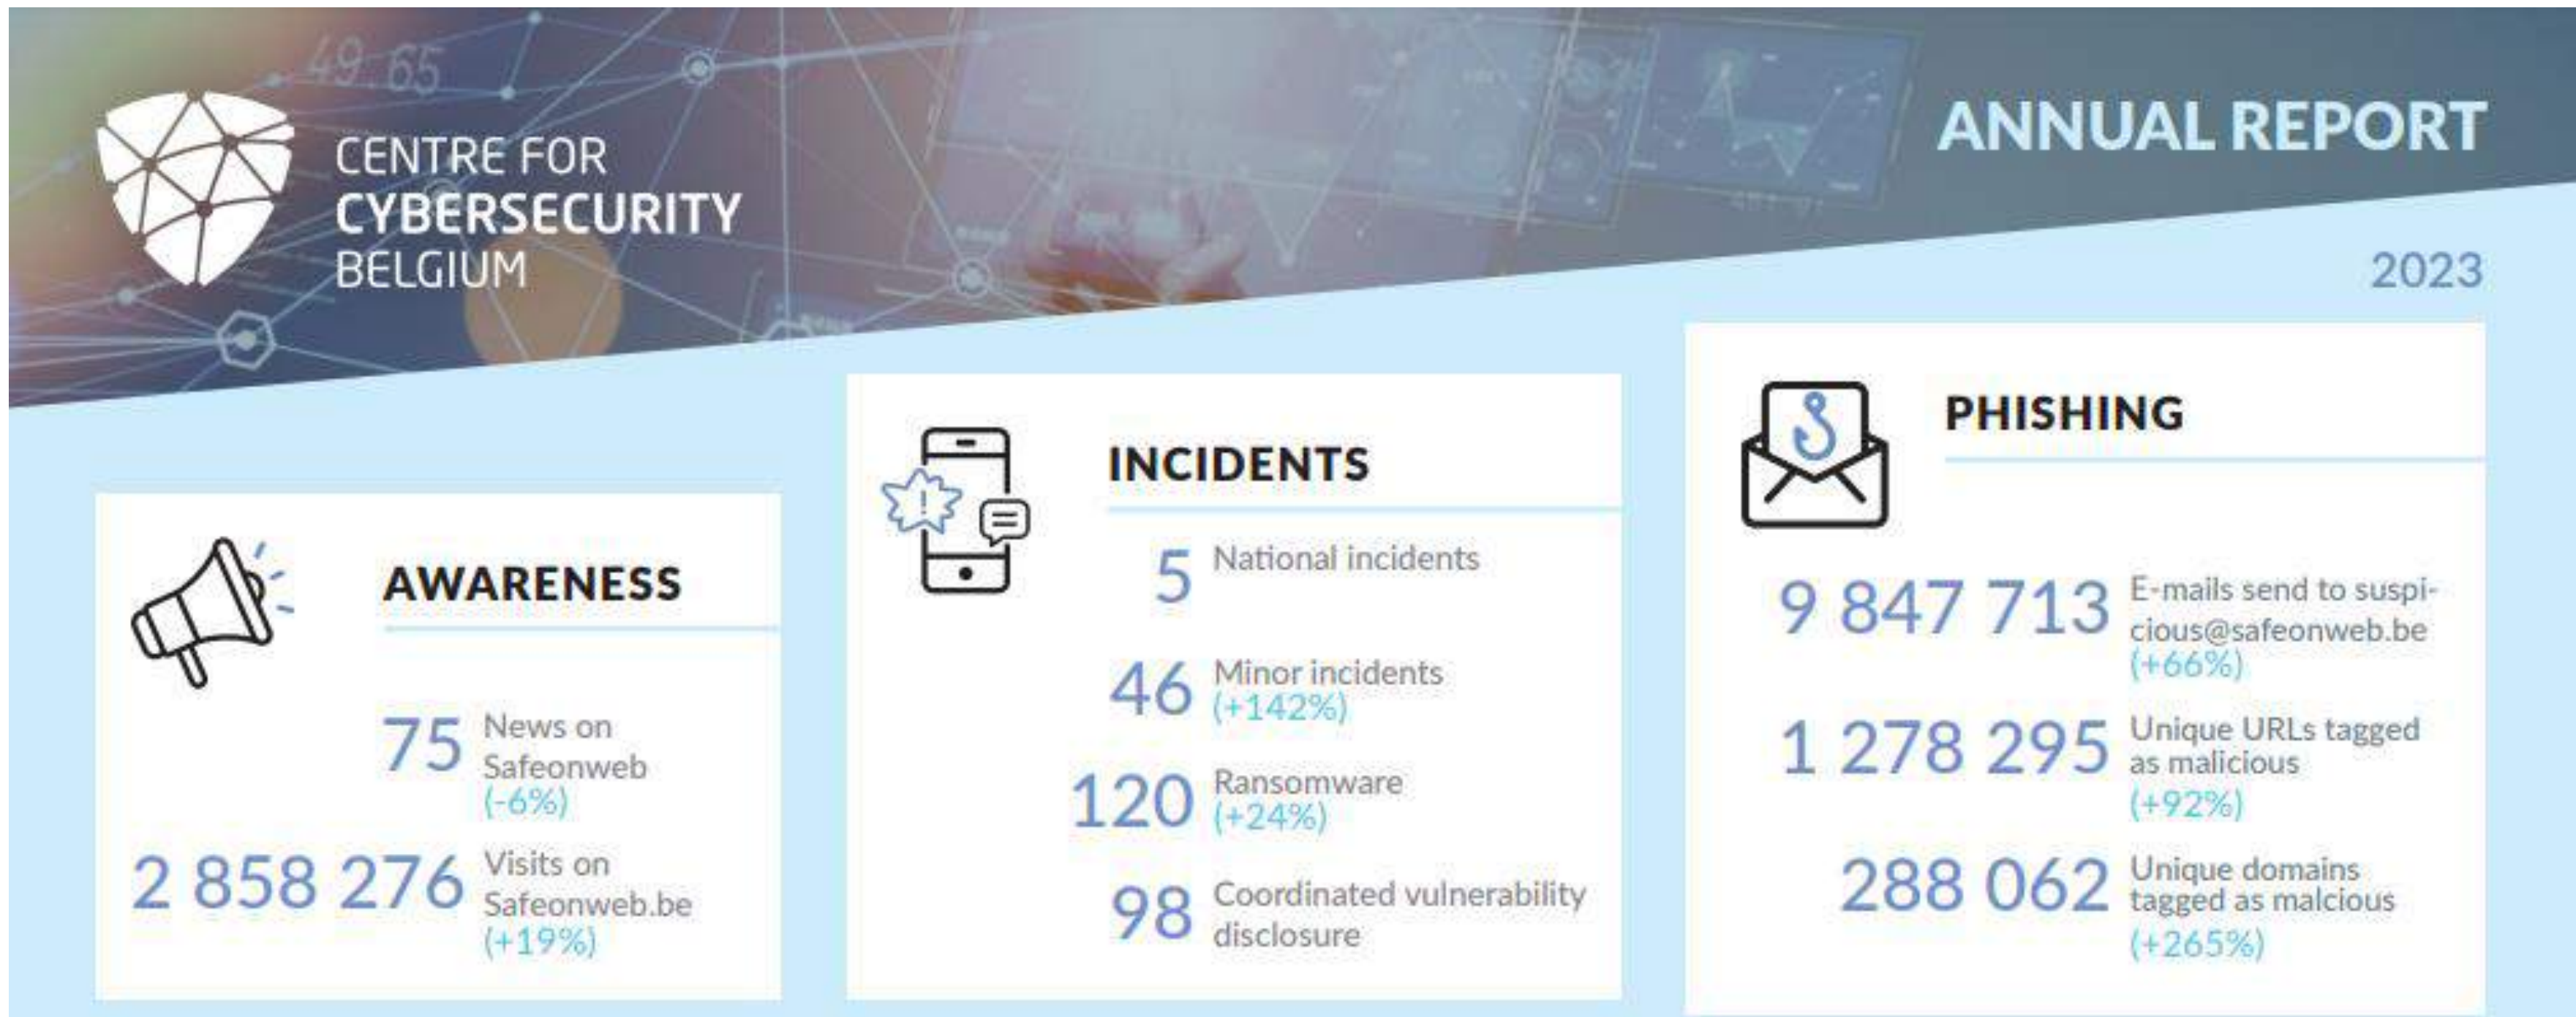 49.65
CENTRE FOR
CYBERSECURITY
BELGIUM
ANNUAL REPORT
2023
AWARENESS
75 News on
Safeonweb
(-6%)
2 858 276 Visits on
Safeonweb.be
(+19%)
INCIDENTS
5 National incidents
46 Minor incidents
(+142%)
120 Ransomware
(+24%)
98 Coordinated vulnerability
disclosure
PHISHING
9 847 713 E-mails send to suspi-
cious@safeonweb.be
(+66%)
1 278 295 Unique URLs tagged
as malicious
(+92%)
288 062 Unique domains
tagged as malcious
(+265%)